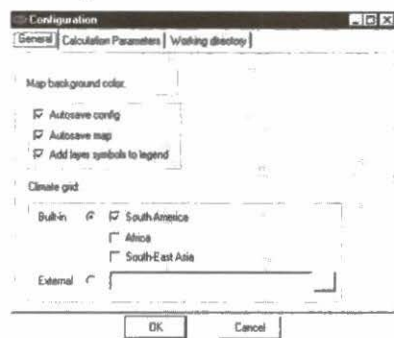 Configuration
General Calculation Parameters Working directory
Map background color:
Autosave config
Autosave map
Add layer symbols to legend
Climate grid:
Built-in South America
Africa
South-East Asia
External
OK Cancel